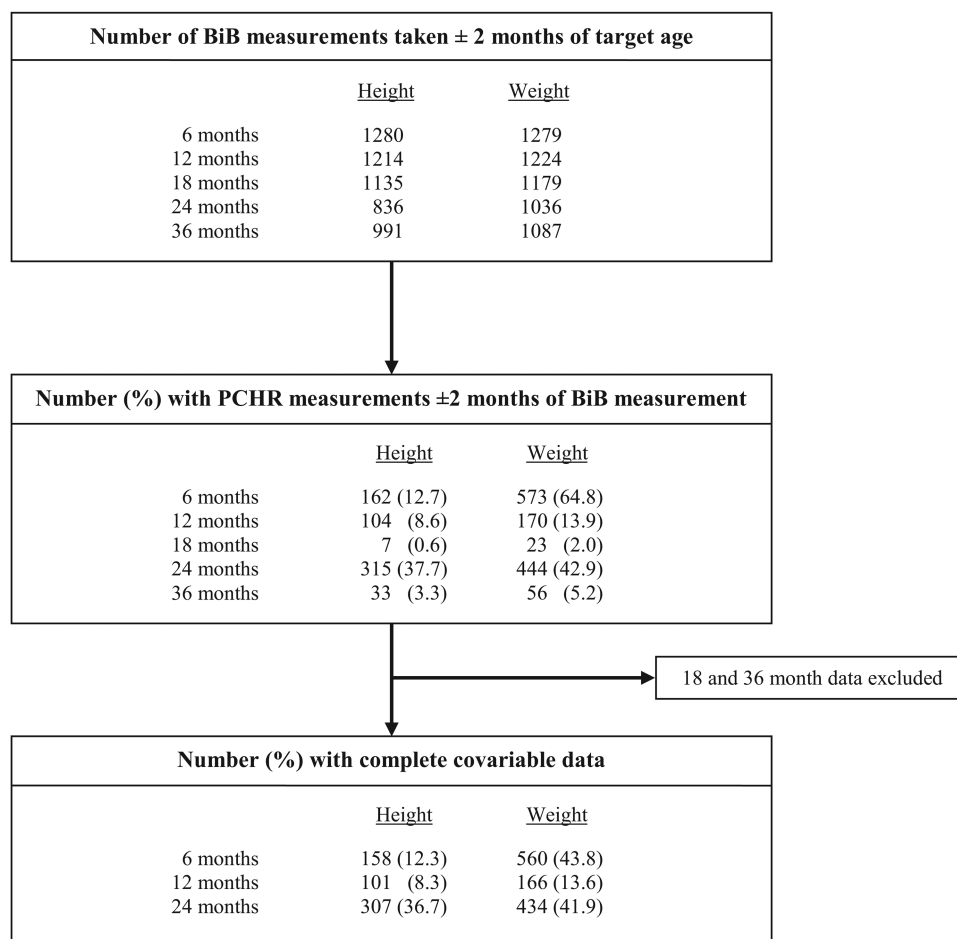 Number of BiB measurements taken ± 2 months of target age
Height Weight
6 months 1280 1279
12 months 1214 1224
18 months 1135 1179
24 months 836 1036
36 months 991 1087
Number (%) with PCHR measurements ±2 months of BiB measurement
Height Weight
6 months 162 (12.7) 573 (64.8)
12 months 104 (8.6) 170 (13.9)
18 months 7 (0.6) 23 (2.0)
24 months 315 (37.7) 444 (42.9)
36 months 33 (3.3) 56 (5.2)
18 and 36 month data excluded
Number (%) with complete covariable data
Height Weight
6 months 158 (12.3) 560 (43.8)
12 months 101 (8.3) 166 (13.6)
24 months 307 (36.7) 434 (41.9)